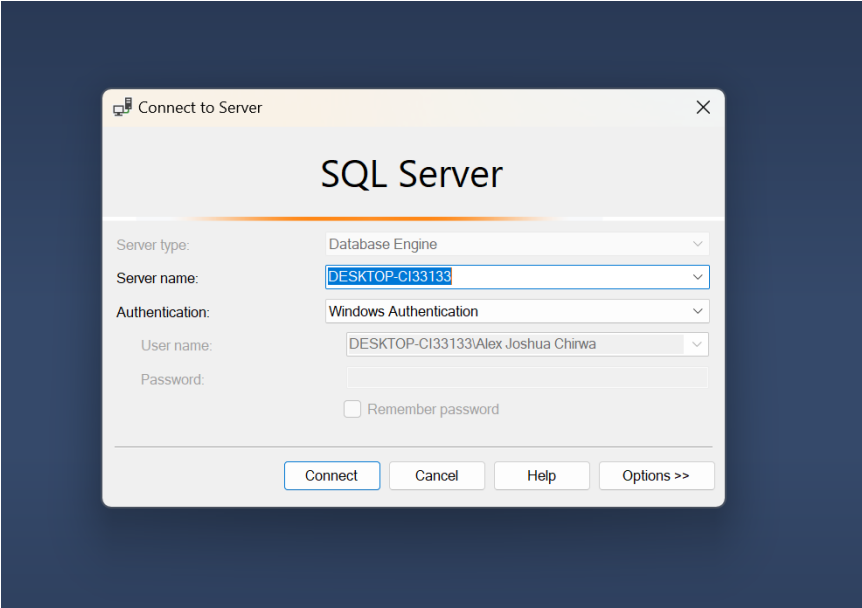 Connect to Server
SQL Server
Server type: Database Engine
Server name: DESKTOP-CI33133
Authentication: Windows Authentication
User name: DESKTOP-CI33133\Alex Joshua Chirwa
Password:
Remember password
Connect Cancel Help Options >>